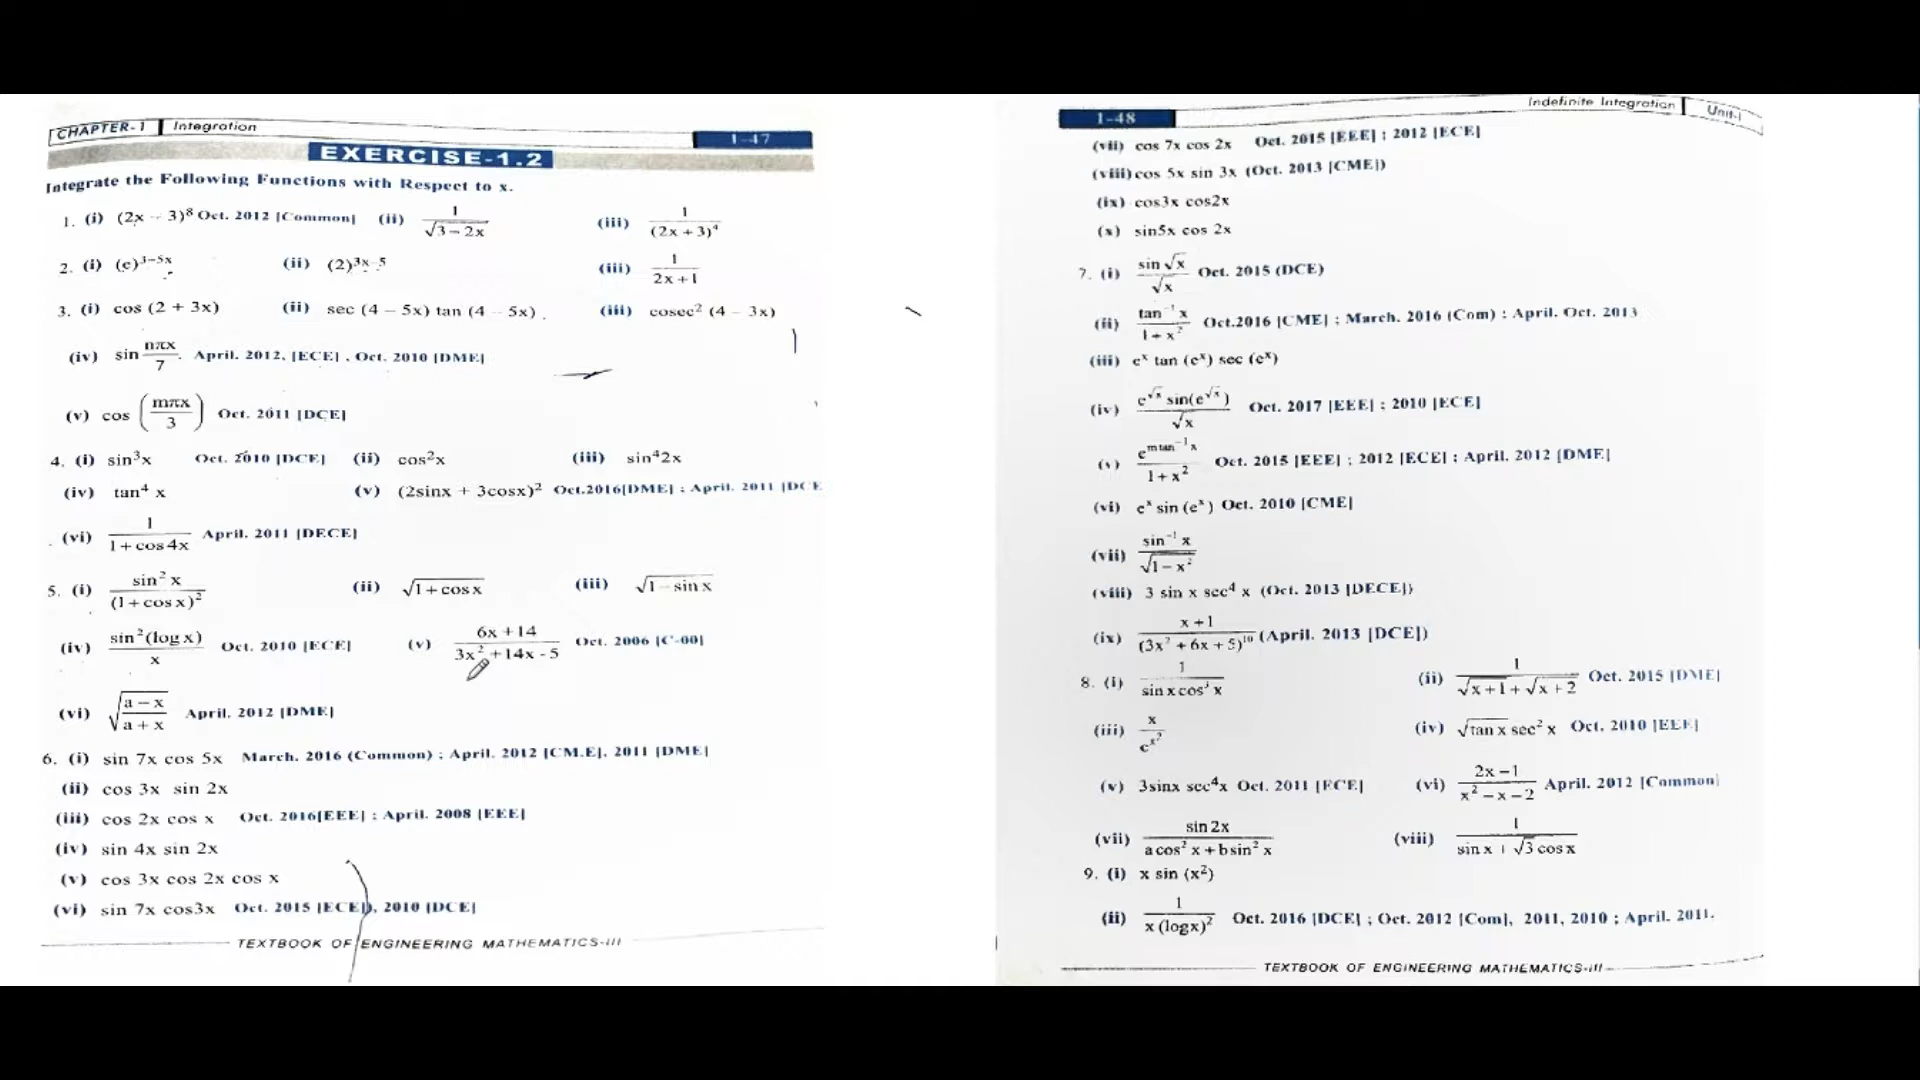 CHAPTER-1 Integration 1-47
EXERCISE-1.2
Integrate the Following Functions with Respect to x.
1. (i) (2x - 3)⁸ Oct. 2012 [Common] (ii) 1/√(3-2x) (iii) 1/(2x+3)⁴
2. (i) (e)³⁻⁵ˣ (ii) (2)³ˣ⁻⁵ (iii) 1/(2x+1)
3. (i) cos (2 + 3x) (ii) sec (4 - 5x) tan (4 - 5x) (iii) cosec² (4 - 3x)
(iv) sin nπx/7 April. 2012, [ECE], Oct. 2010 [DME]
(v) cos (mπx/3) Oct. 2011 [DCE]
4. (i) sin³x Oct. 2010 [DCE] (ii) cos²x (iii) sin⁴2x
(iv) tan⁴ x (v) (2sinx + 3cosx)² Oct.2016[DME] ; April. 2011 [DCE
(vi) 1/(1+cos4x) April. 2011 [DECE]
5. (i) sin² x/(1+cosx)² (ii) √(1+cosx) (iii) √(1-sin x)
(iv) sin²(logx)/x Oct. 2010 [ECE] (v) (6x+14)/(3x²+14x-5) Oct. 2006 [C-00]
(vi) √((a-x)/(a+x)) April. 2012 [DME]
6. (i) sin 7x cos 5x March. 2016 (Common) ; April. 2012 [CM.E]. 2011 [DME]
(ii) cos 3x sin 2x
(iii) cos 2x cos x Oct. 2016[EEE] ; April. 2008 [EEE]
(iv) sin 4x sin 2x
(v) cos 3x cos 2x cos x
(vi) sin 7x cos3x Oct. 2015 [ECE], 2010 [DCE]
TEXTBOOK OF ENGINEERING MATHEMATICS-III
1-48 Indefinite Integration Unit-I
(vii) cos 7x cos 2x Oct. 2015 [EEE] ; 2012 [ECE]
(viii) cos 5x sin 3x (Oct. 2013 [CME])
(ix) cos3x cos2x
(x) sin5x cos 2x
7. (i) sin √x/√x Oct. 2015 (DCE)
(ii) tan⁻¹ x/(1+x²) Oct.2016 [CME] ; March. 2016 (Com) ; April. Oct. 2013
(iii) eˣ tan (eˣ) sec (eˣ)
(iv) e^√x sin(e^√x)/√x Oct. 2017 [EEE] ; 2010 [ECE]
(v) e^(m tan⁻¹ x)/(1+x²) Oct. 2015 [EEE] ; 2012 [ECE] ; April. 2012 [DME]
(vi) eˣ sin (eˣ) Oct. 2010 [CME]
(vii) sin⁻¹ x/√(1-x²)
(viii) 3 sin x sec⁴ x (Oct. 2013 [DECE])
(ix) (x+1)/(3x²+6x+5)¹⁰ (April. 2013 [DCE])
8. (i) 1/(sin x cos³ x) (ii) 1/(√(x+1)+√(x+2)) Oct. 2015 [DME]
(iii) x/e^x² (iv) √tan x sec² x Oct. 2010 [EEE]
(v) 3sinx sec⁴x Oct. 2011 [ECE] (vi) (2x-1)/(x²-x-2) April. 2012 [Common]
(vii) sin 2x/(a cos² x + b sin² x) (viii) 1/(sin x + √3 cos x)
9. (i) x sin (x²)
(ii) 1/(x (logx)²) Oct. 2016 [DCE] ; Oct. 2012 [Com], 2011, 2010 ; April. 2011.
TEXTBOOK OF ENGINEERING MATHEMATICS-III